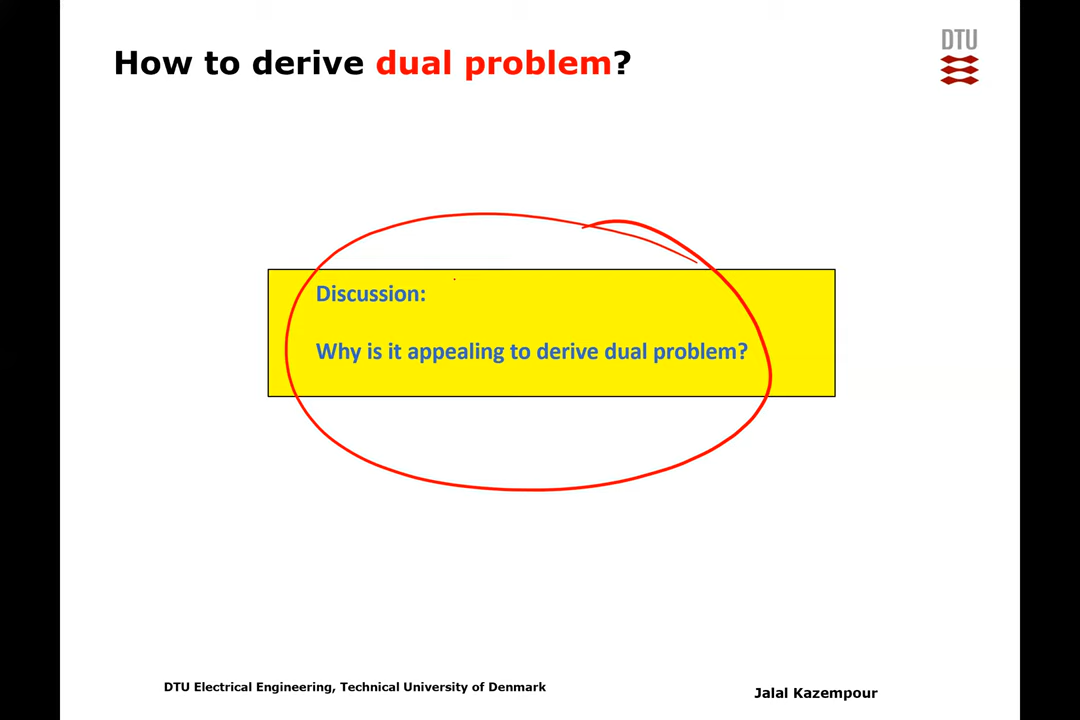 How to derive dual problem?
DTU
Discussion:
Why is it appealing to derive dual problem?
DTU Electrical Engineering, Technical University of Denmark
Jalal Kazempour